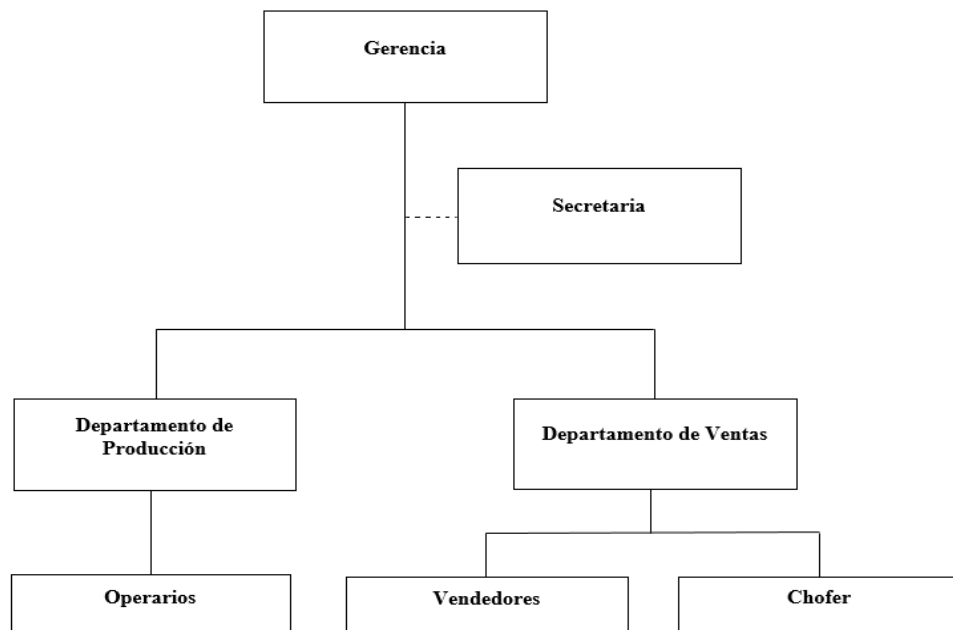 Gerencia
Secretaria
Departamento de
Producción
Departamento de Ventas
Operarios
Vendedores
Chofer